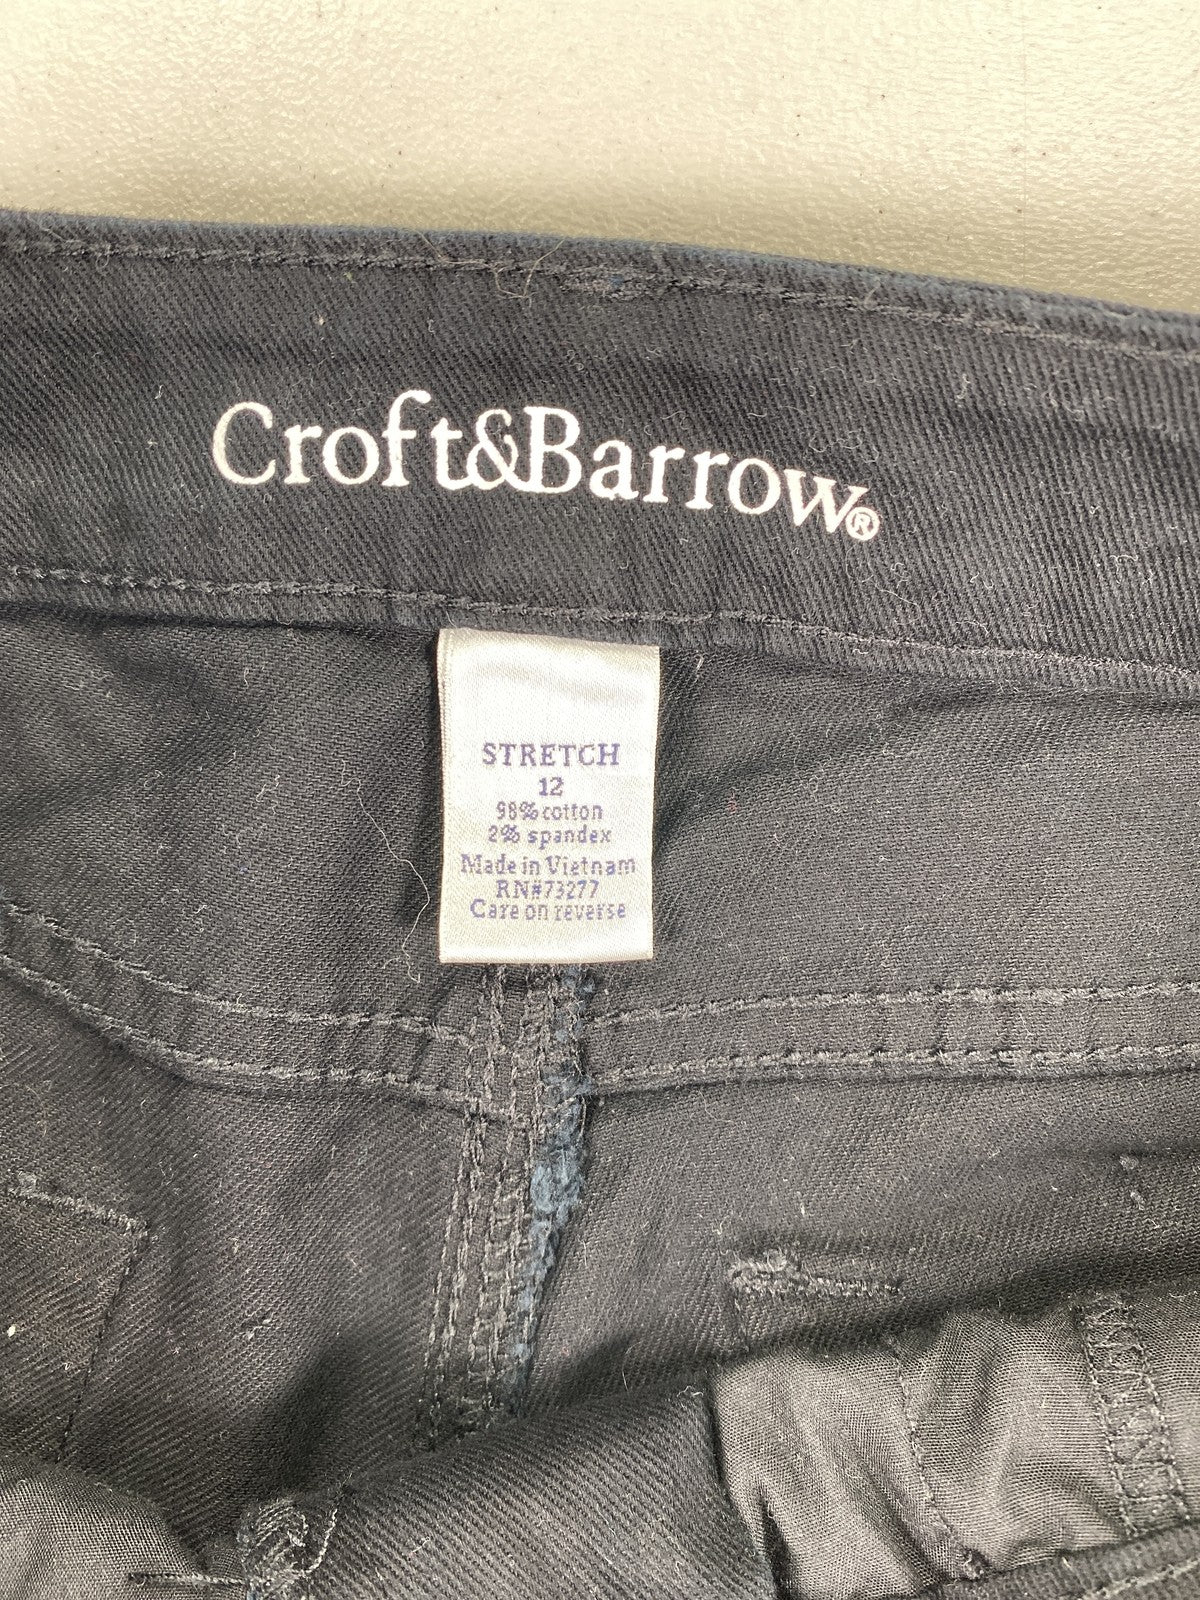 Croft&Barrow®
STRETCH
12
98% cotton
2% spandex
Made in Vietnam
RN#73277
Care on reverse